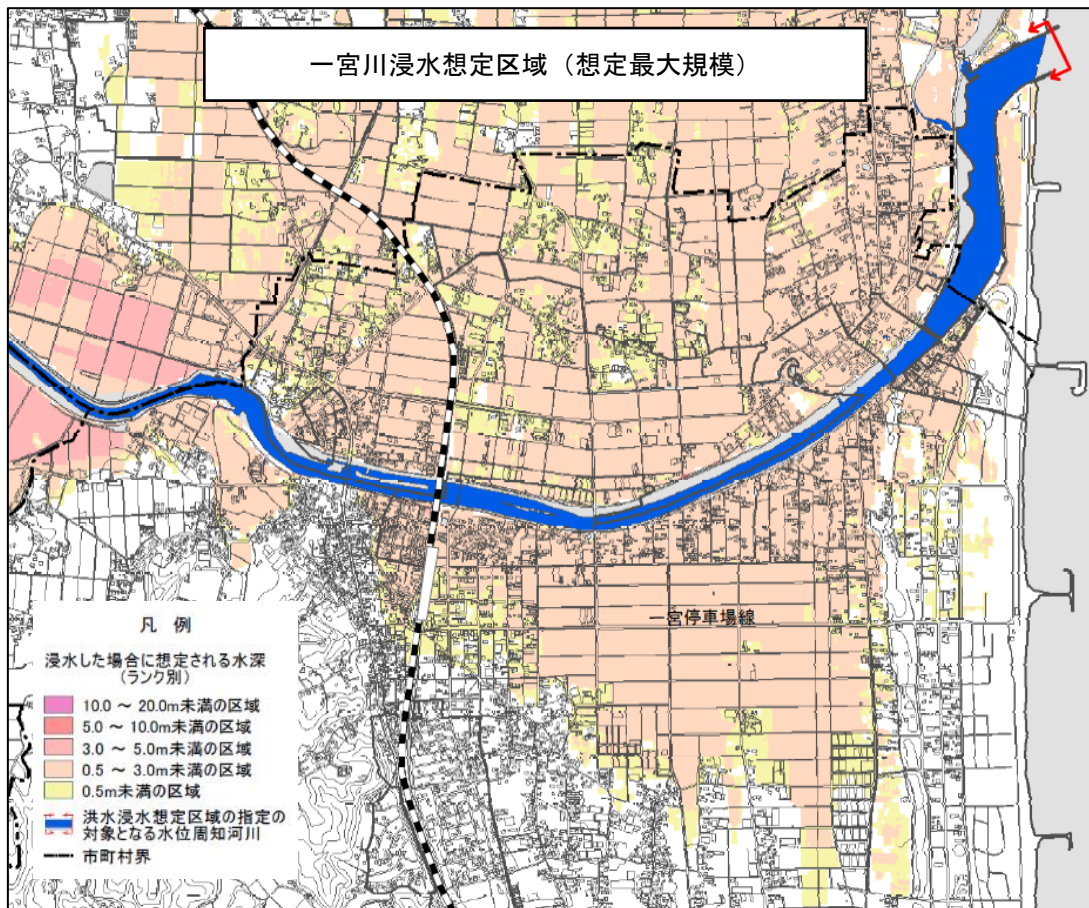 一宮川浸水想定区域（想定最大規模）
一宮停車場線
凡 例
浸水した場合に想定される水深
(ランク別)
10.0 ～ 20.0m未満の区域
5.0 ～ 10.0m未満の区域
3.0 ～ 5.0m未満の区域
0.5 ～ 3.0m未満の区域
0.5m未満の区域
洪水浸水想定区域の指定の
対象となる水位周知河川
市町村界